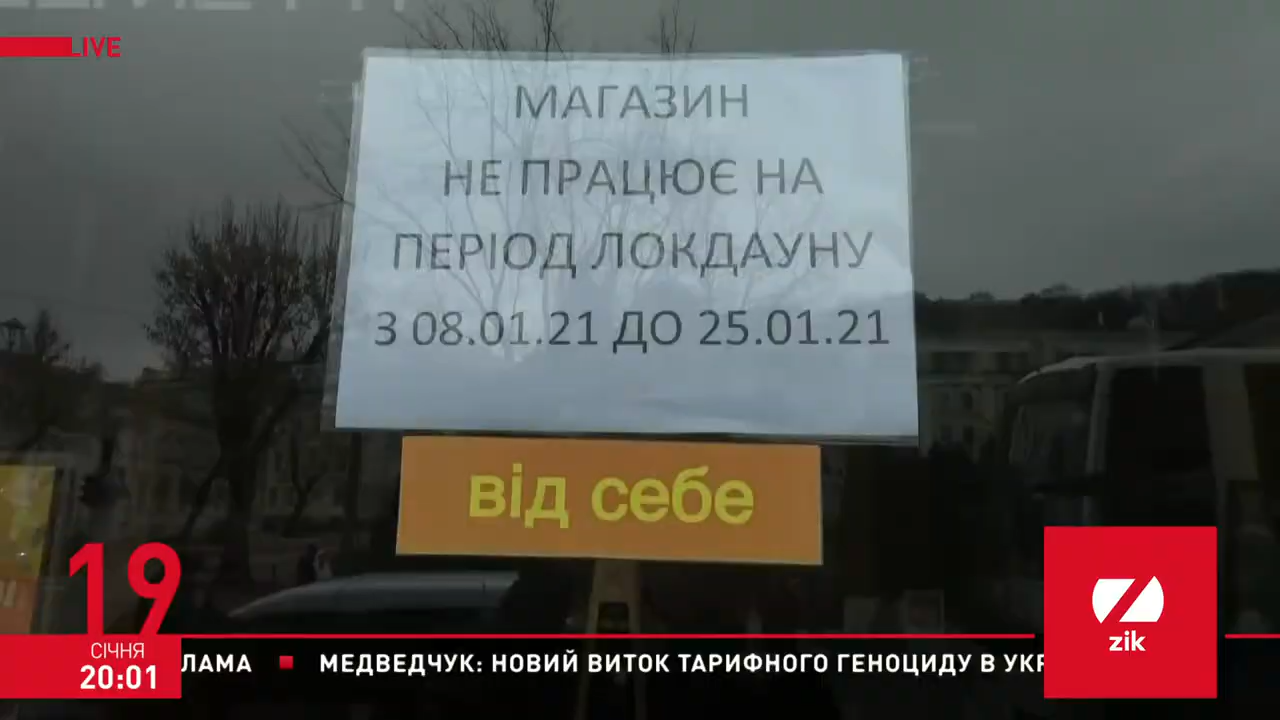 LIVE
МАГАЗИН
НЕ ПРАЦЮЄ НА
ПЕРІОД ЛОКДАУНУ
З 08.01.21 ДО 25.01.21
від себе
19
СІЧНЯ
20:01
ЛАМА
МЕДВЕДЧУК: НОВИЙ ВИТОК ТАРИФНОГО ГЕНОЦИДУ В УКР
zik